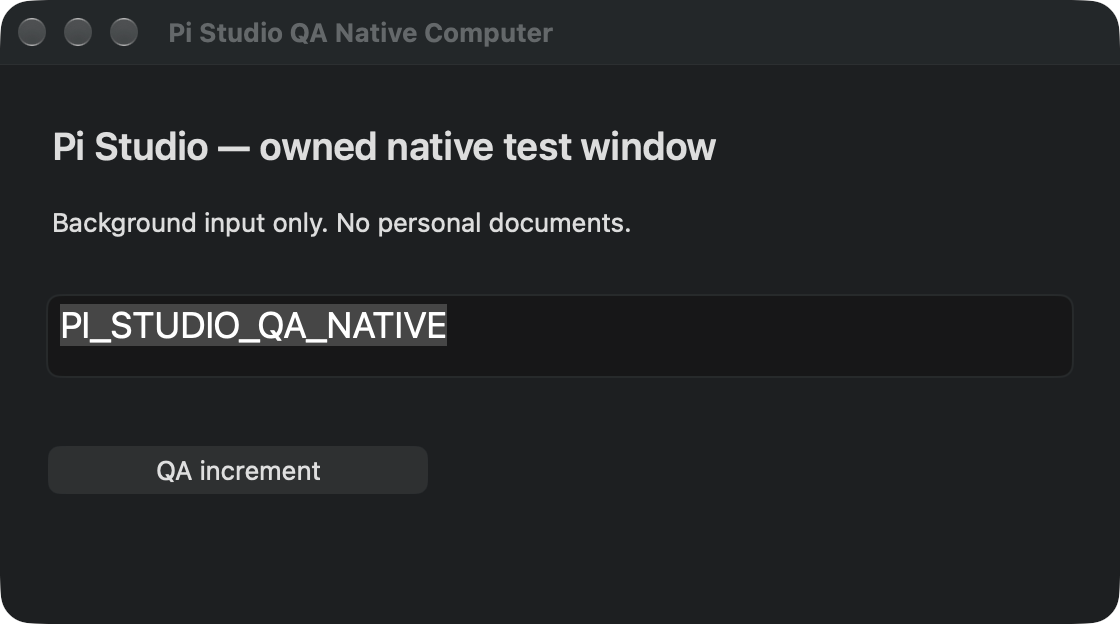 Pi Studio QA Native Computer
Pi Studio — owned native test window
Background input only. No personal documents.
PI_STUDIO_QA_NATIVE
QA increment